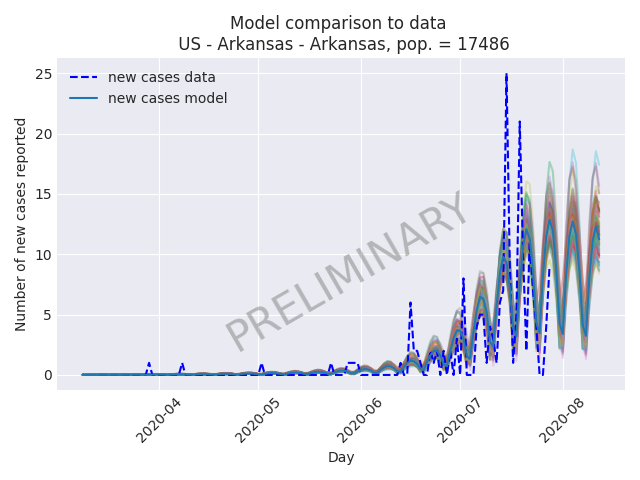 Model comparison to data
US - Arkansas - Arkansas, pop. = 17486
new cases data
new cases model
Number of new cases reported
25
20
15
10
5
0
PRELIMINARY
2020-04
2020-05
2020-06
2020-07
2020-08
Day